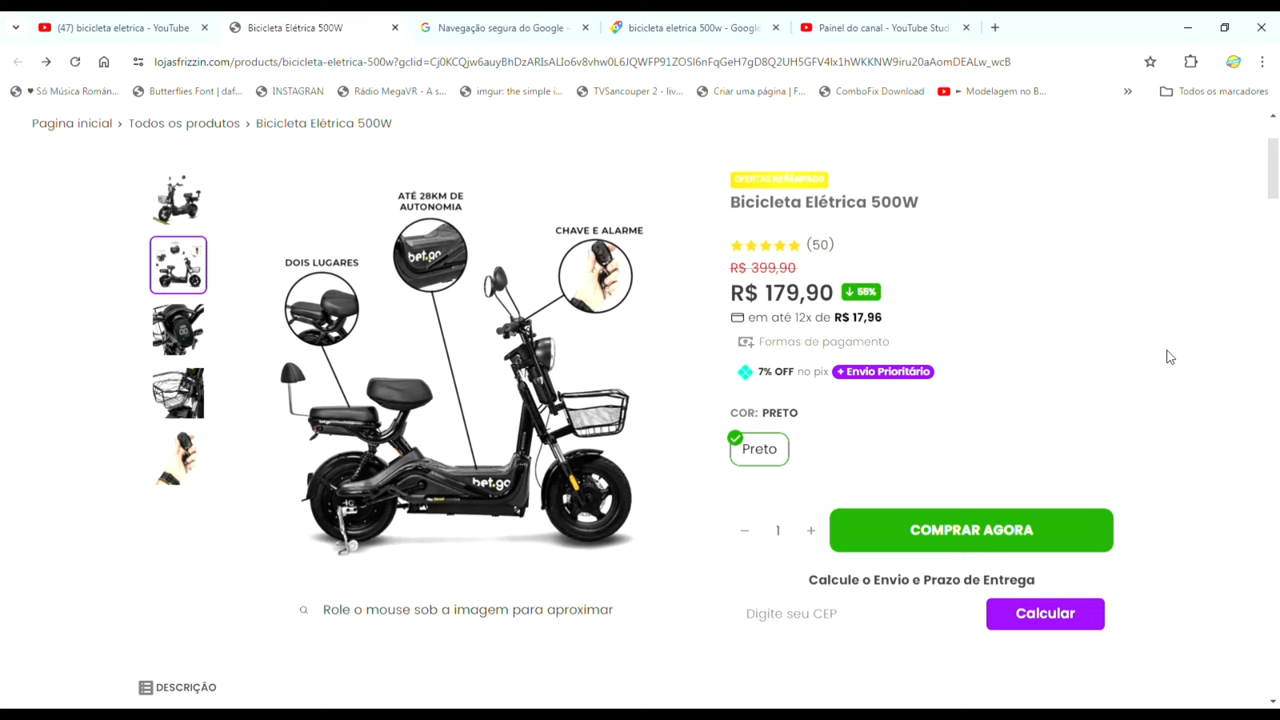 (47) bicicleta eletrica - YouTube
Bicicleta Elétrica 500W
Navegação segura do Google -
bicicleta eletrica 500w - Google
Painel do canal - YouTube Studi
lojasfrizzin.com/products/bicicleta-eletrica-500w?gclid=Cj0KCQjw6auyBhDzARIsALIo6v8vhw0L6JQWFP91ZOSl6nFqGeH7gD8Q2UH5GFV4lx1hWKKNW9iru20aAomDEALw_wcB
♥ Só Música Român...
Butterflies Font | daf...
INSTAGRAN
Rádio MegaVR - A s...
imgur: the simple i...
TVSancouper 2 - liv...
Criar uma página | F...
ComboFix Download
► Modelagem no B...
»
Todos os marcadores
Pagina inicial › Todos os produtos › Bicicleta Elétrica 500W
ATÉ 28KM DE
AUTONOMIA
CHAVE E ALARME
DOIS LUGARES
bet.go
bet.go
Role o mouse sob a imagem para aproximar
OFERTAS RELÂMPAGO
Bicicleta Elétrica 500W
(50)
R$ 399,90
R$ 179,90 ↓ 55%
em até 12x de R$ 17,96
Formas de pagamento
7% OFF no pix + Envio Prioritário
COR: PRETO
Preto
− 1 +
COMPRAR AGORA
Calcule o Envio e Prazo de Entrega
Digite seu CEP
Calcular
DESCRIÇÃO